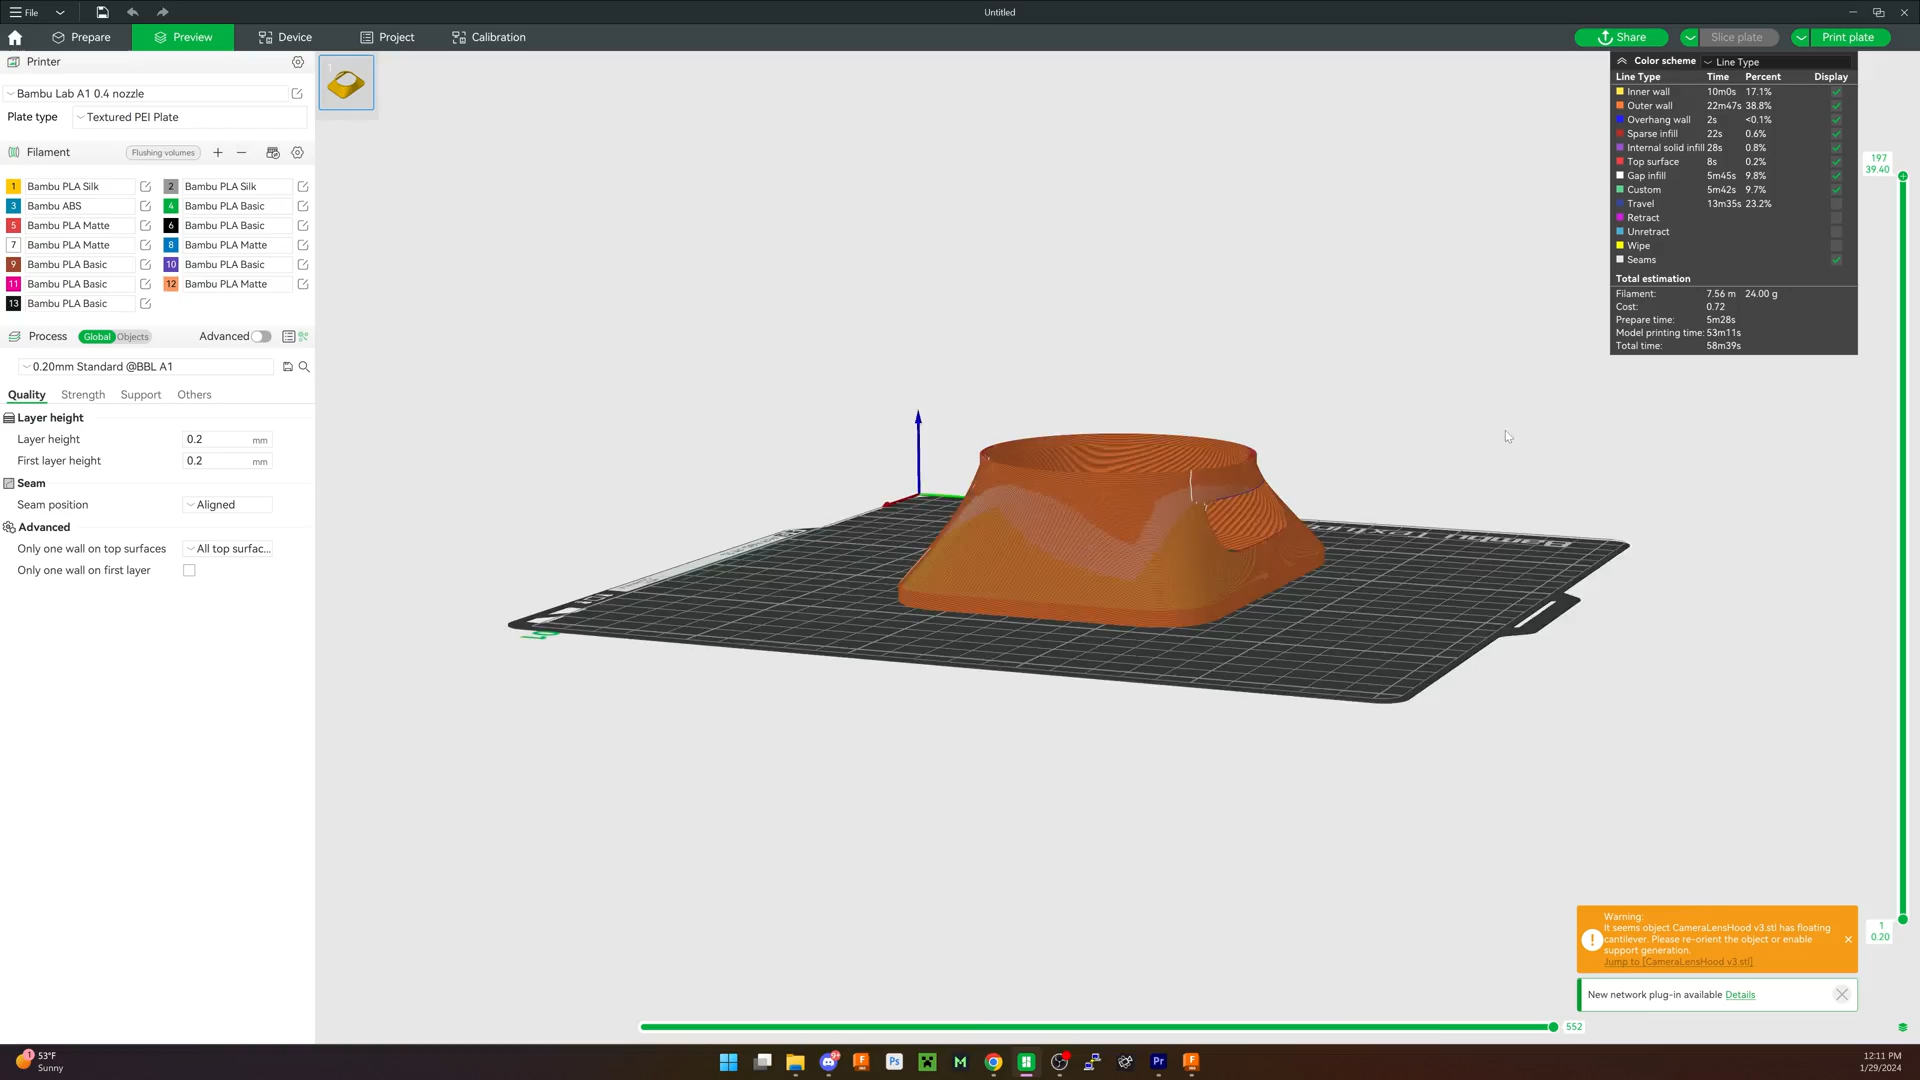 File
Untitled
Prepare
Preview
Device
Project
Calibration
Share
Slice plate
Print plate
Printer
Bambu Lab A1 0.4 nozzle
Plate type
Textured PEI Plate
Filament
Flushing volumes
1 Bambu PLA Silk
2 Bambu PLA Silk
3 Bambu ABS
4 Bambu PLA Basic
5 Bambu PLA Matte
6 Bambu PLA Basic
7 Bambu PLA Matte
8 Bambu PLA Matte
9 Bambu PLA Basic
10 Bambu PLA Basic
11 Bambu PLA Basic
12 Bambu PLA Matte
13 Bambu PLA Basic
Process
Global
Objects
Advanced
0.20mm Standard @BBL A1
Quality
Strength
Support
Others
Layer height
Layer height 0.2 mm
First layer height 0.2 mm
Seam
Seam position Aligned
Advanced
Only one wall on top surfaces All top surfac...
Only one wall on first layer
1
Color scheme Line Type
Line Type Time Percent Display
Inner wall 10m0s 17.1%
Outer wall 22m47s 38.8%
Overhang wall 2s <0.1%
Sparse infill 22s 0.6%
Internal solid infill 28s 0.8%
Top surface 8s 0.2%
Gap infill 5m45s 9.8%
Custom 5m42s 9.7%
Travel 13m35s 23.2%
Retract
Unretract
Wipe
Seams
Total estimation
Filament: 7.56 m 24.00 g
Cost: 0.72
Prepare time: 5m28s
Model printing time: 53m11s
Total time: 58m39s
197
39.40
1
0.20
Warning:
It seems object CameraLensHood v3.stl has floating
cantilever. Please re-orient the object or enable
support generation.
Jump to [CameraLensHood v3.stl]
New network plug-in available Details
552
1
53°F
Sunny
Ps
M
Pr
12:11 PM
1/29/2024